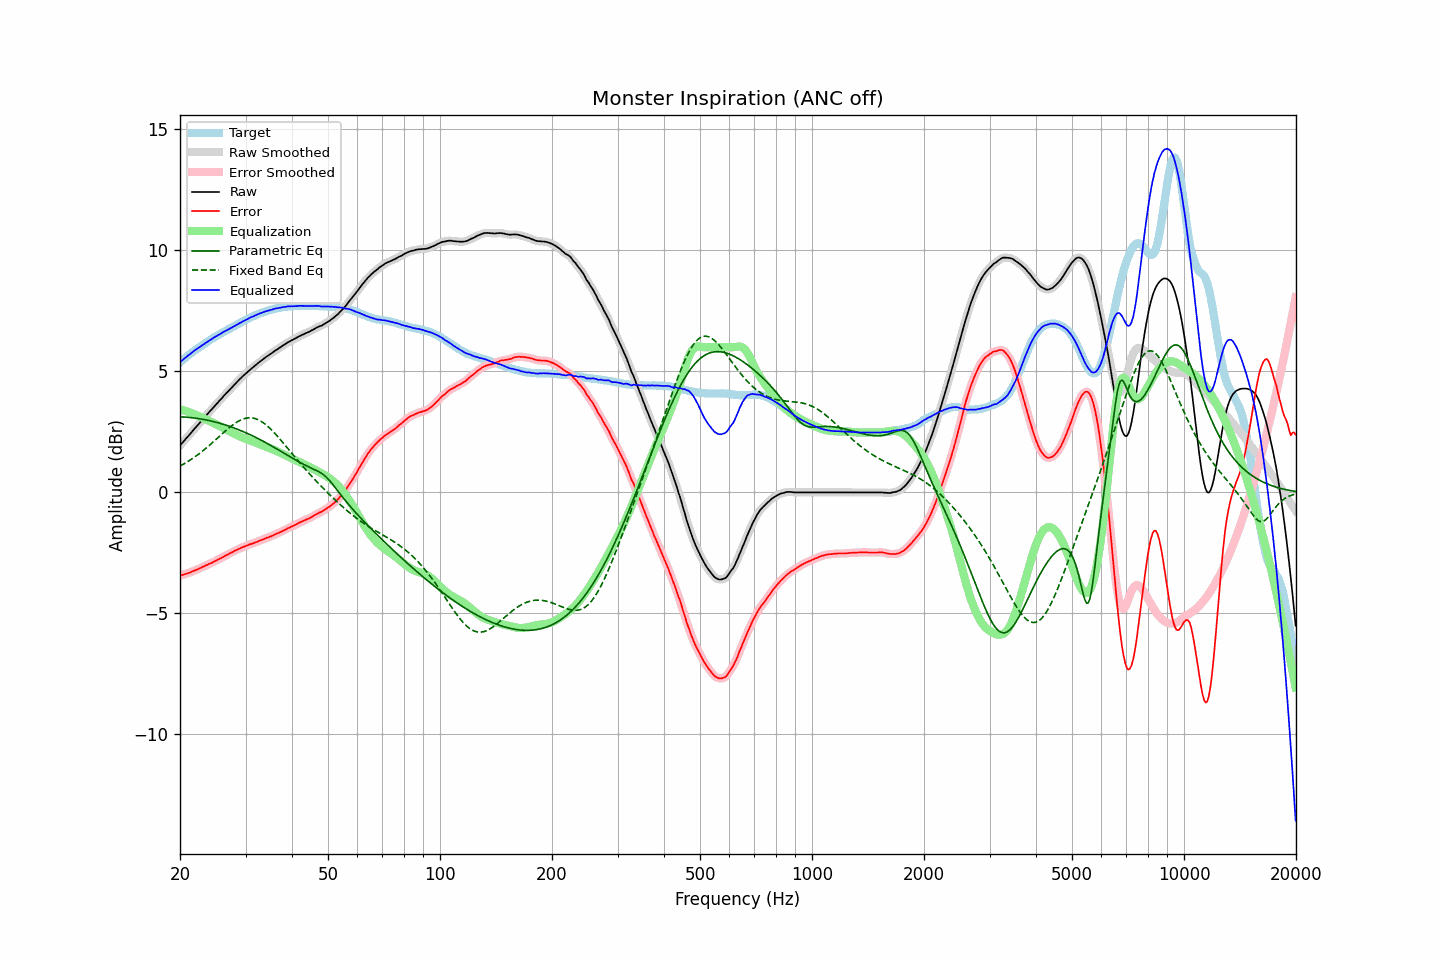 Monster Inspiration (ANC off)
Target
Raw Smoothed
Error Smoothed
Raw
Error
Equalization
Parametric Eq
Fixed Band Eq
Equalized
Amplitude (dBr)
15
10
5
0
−5
−10
20 50 100 200 500 1000 2000 5000 10000 20000
Frequency (Hz)